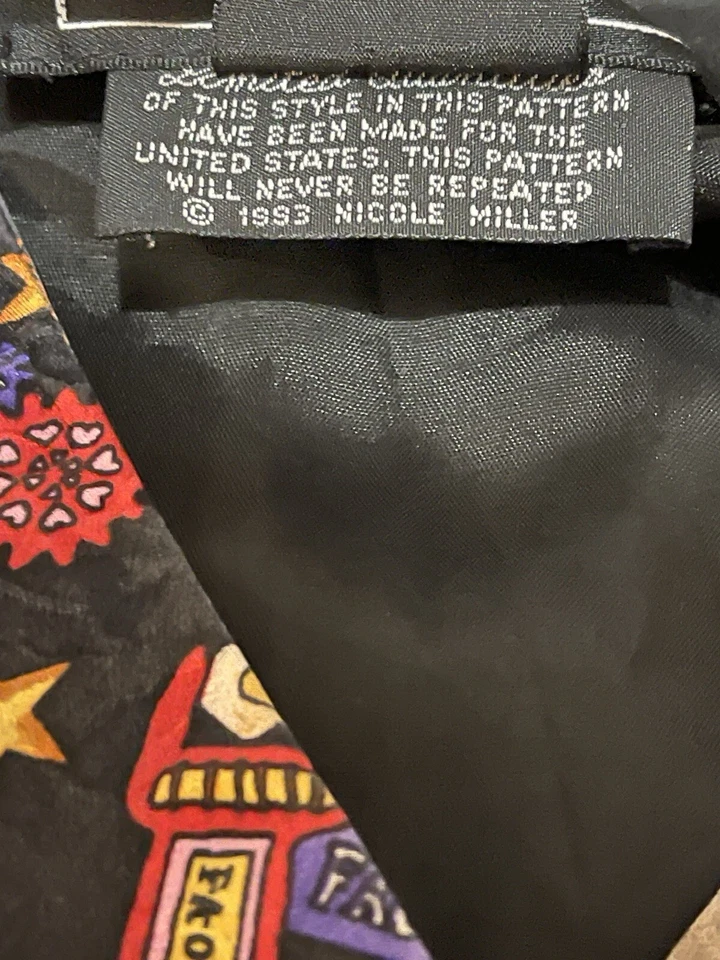 OF THIS STYLE IN THIS PATTERN
HAVE BEEN MADE FOR THE
UNITED STATES. THIS PATTERN
WILL NEVER BE REPEATED
© 1993 NICOLE MILLER
FAO